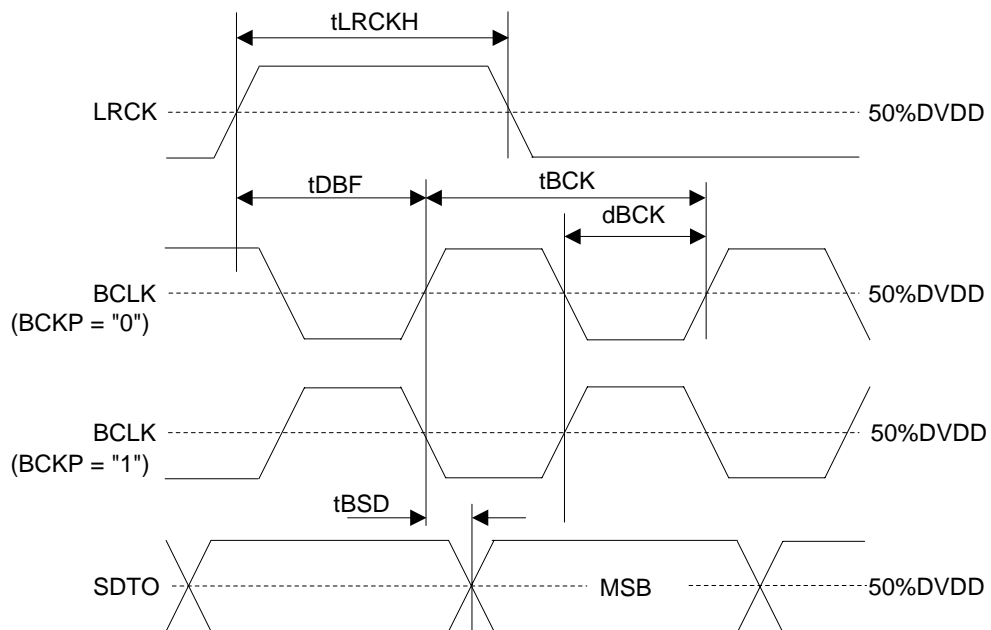 tLRCKH
LRCK
50%DVDD
tDBF
tBCK
dBCK
BCLK
(BCKP = "0")
50%DVDD
BCLK
(BCKP = "1")
50%DVDD
tBSD
SDTO
MSB
50%DVDD